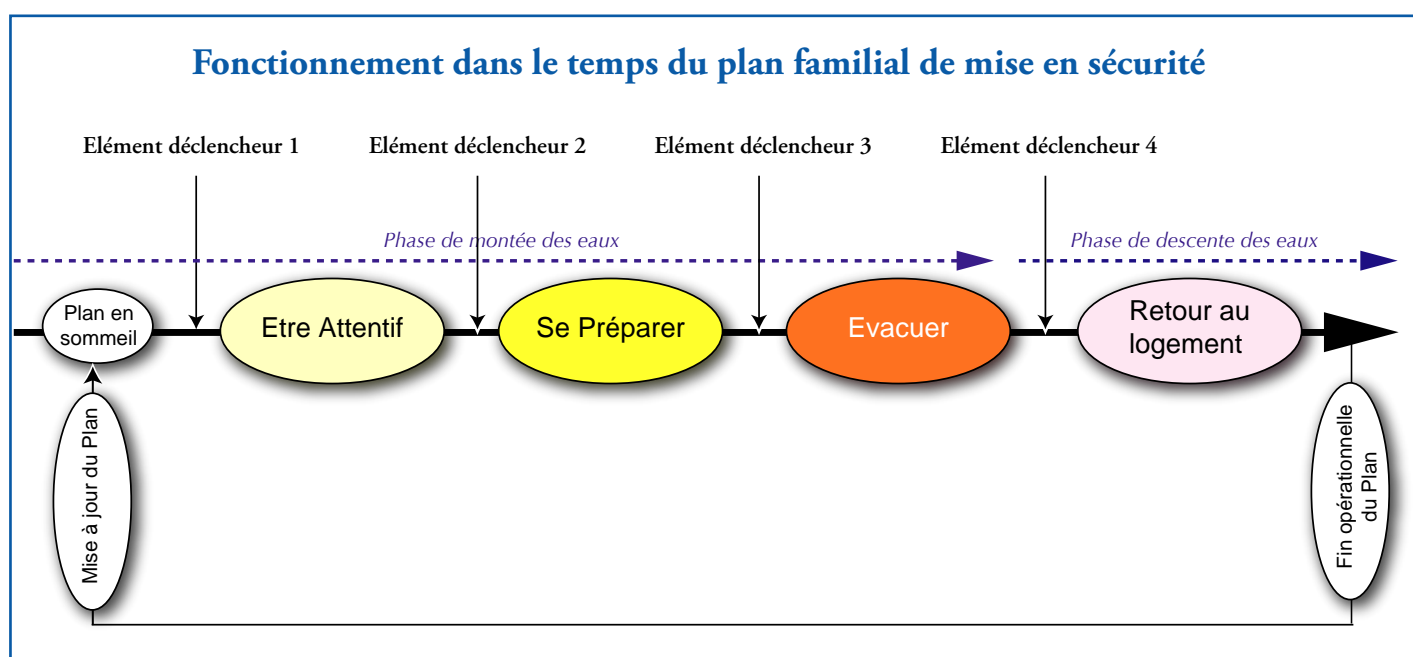 Fonctionnement dans le temps du plan familial de mise en sécurité
Elément déclencheur 1
Elément déclencheur 2
Elément déclencheur 3
Elément déclencheur 4
Phase de montée des eaux
Phase de descente des eaux
Plan en
sommeil
Etre Attentif
Se Préparer
Evacuer
Retour au
logement
Mise à jour du Plan
Fin opérationnelle
du Plan